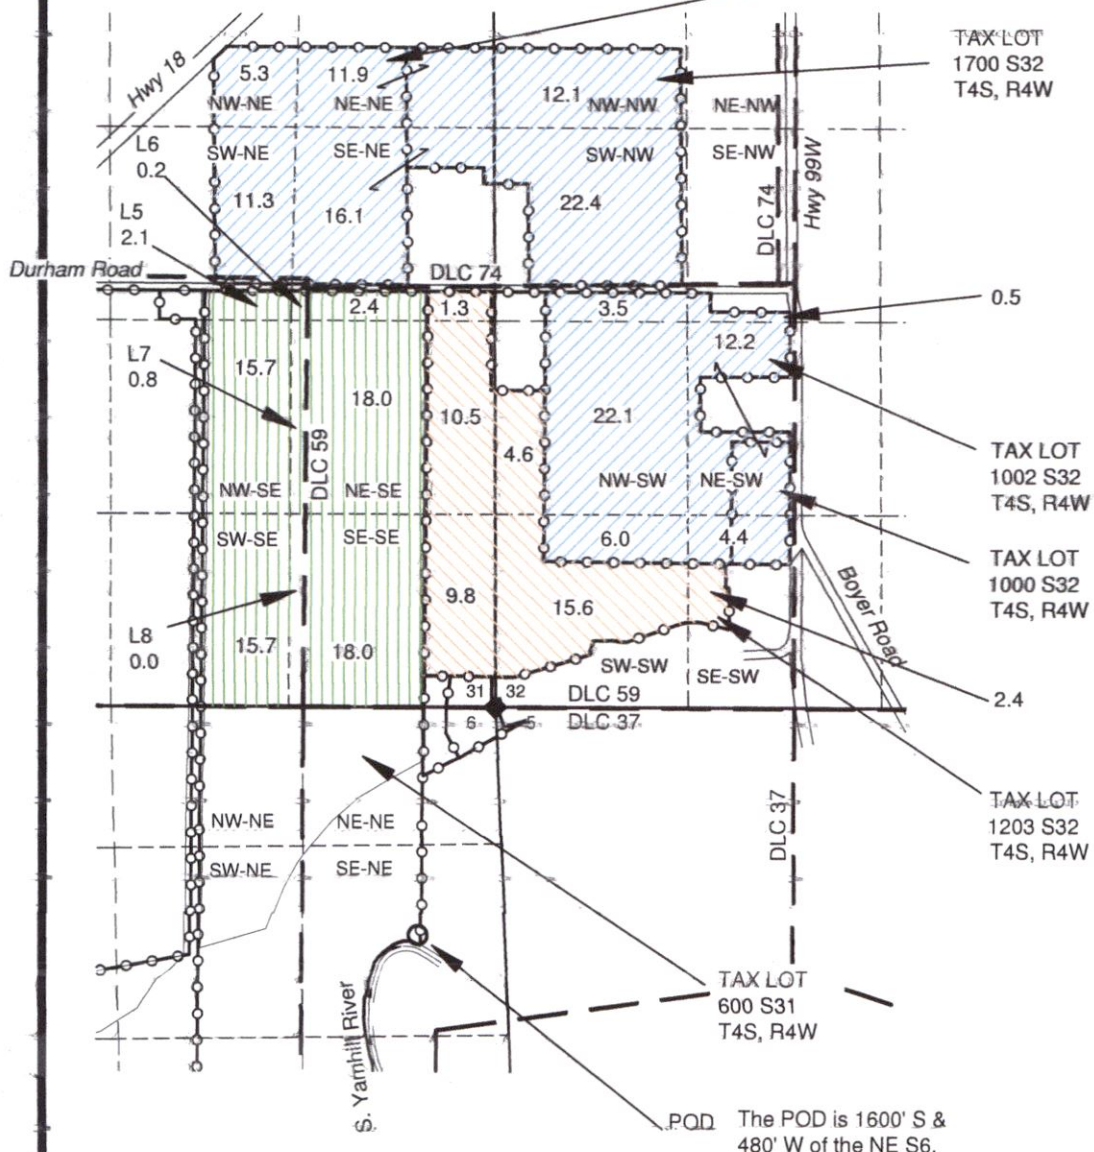 TAX LOT
1700 S32
T4S, R4W
Hwy 18
5.3
11.9
12.1
NW-NE
NE-NE
NW-NW
NE-NW
L6
0.2
SW-NE
SE-NE
SW-NW
SE-NW
Hwy 99W
11.3
16.1
22.4
DLC 74
L5
2.1
Durham Road
DLC 74
2.4
1.3
3.5
0.5
12.2
L7
0.8
15.7
18.0
10.5
22.1
4.6
DLC 59
TAX LOT
1002 S32
T4S, R4W
NW-SE
NE-SE
NW-SW
NE-SW
SW-SE
SE-SE
6.0
4.4
TAX LOT
1000 S32
T4S, R4W
Boyer Road
9.8
15.6
L8
0.0
15.7
18.0
SW-SW
SE-SW
31
32
DLC 59
2.4
6
5
DLC 37
TAX LOT
1203 S32
T4S, R4W
DLC 37
NW-NE
NE-NE
SW-NE
SE-NE
TAX LOT
600 S31
T4S, R4W
S. Yamhill River
POD
The POD is 1600' S &
480' W of the NE S6.